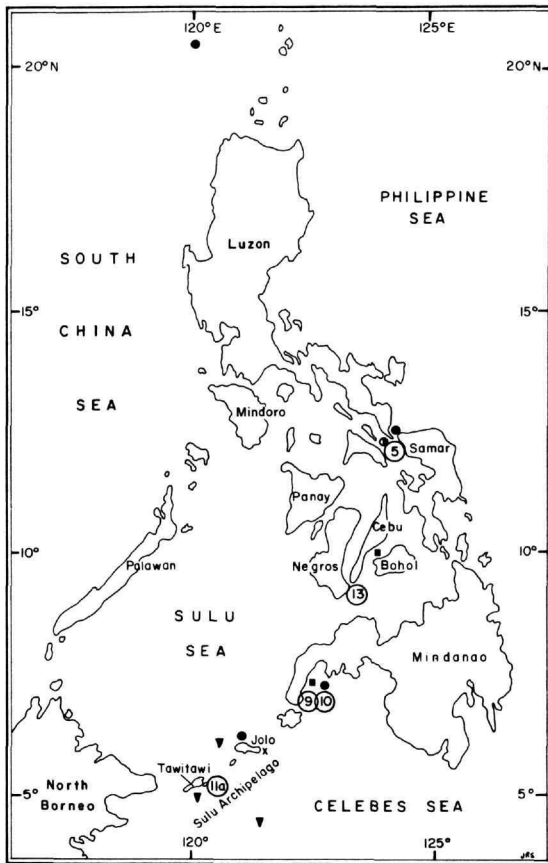 120°E 125°E
20°N 20°N
PHILIPPINE
SEA
Luzon
SOUTH
CHINA
SEA
15° 15°
Mindoro
Samar
5
Panay
Cebu
10° 10°
Palawan Negros Bohol
13
SULU
SEA
Mindanao
9 10
Jolo
x
Tawitawi
11a
Sulu Archipelago
North
Borneo
5° 5°
CELEBES SEA
120° 125°
JRS